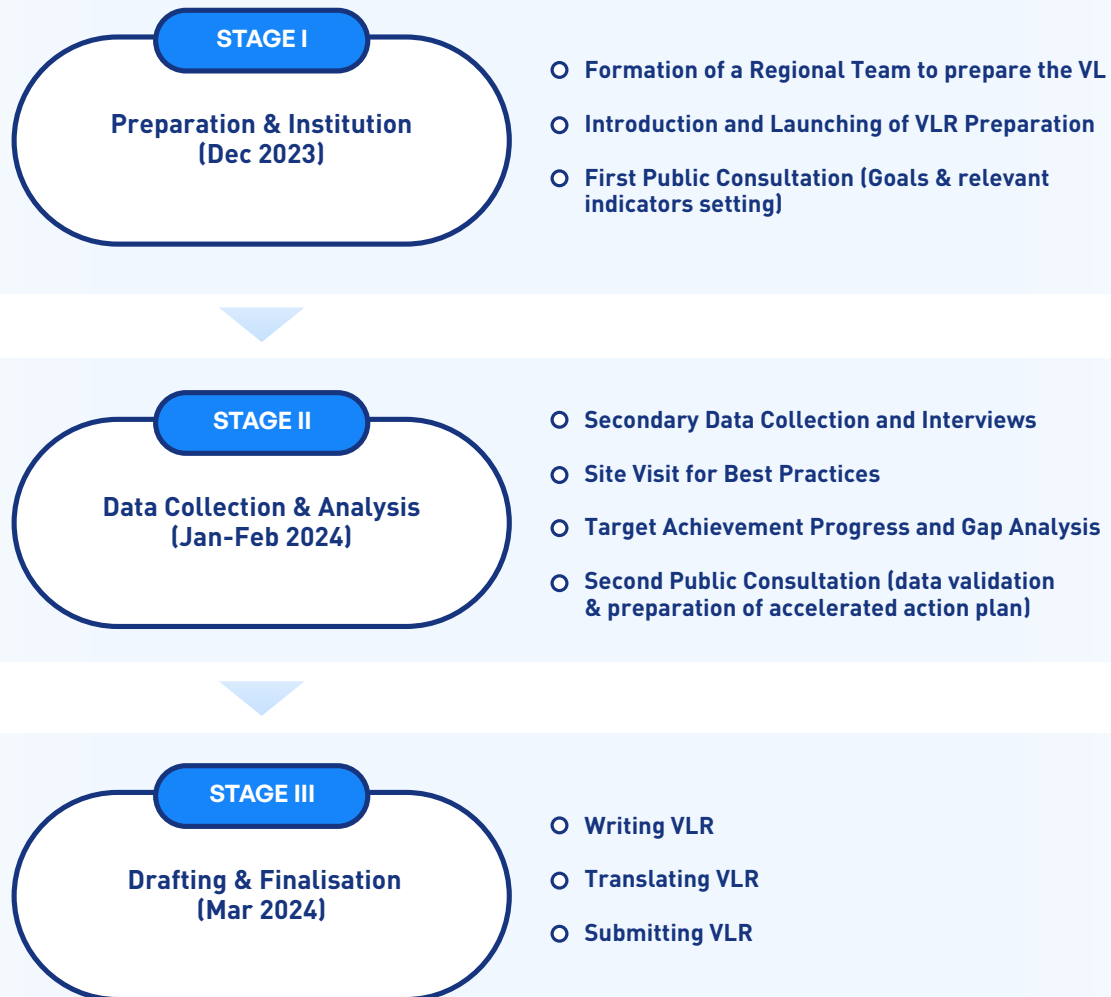 STAGE I
Preparation & Institution
(Dec 2023)
Formation of a Regional Team to prepare the VL
Introduction and Launching of VLR Preparation
First Public Consultation (Goals & relevant
indicators setting)
STAGE II
Data Collection & Analysis
(Jan-Feb 2024)
Secondary Data Collection and Interviews
Site Visit for Best Practices
Target Achievement Progress and Gap Analysis
Second Public Consultation (data validation
& preparation of accelerated action plan)
STAGE III
Drafting & Finalisation
(Mar 2024)
Writing VLR
Translating VLR
Submitting VLR